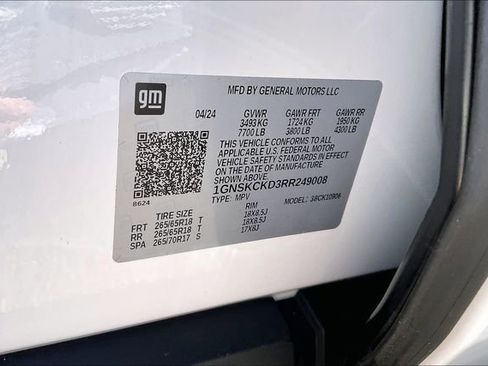 gm
MFD BY GENERAL MOTORS LLC
04/24 GVWR GAWR FRT GAWR RR
3493 KG 1724 KG 1950 KG
7700 LB 3800 LB 4300 LB
THIS VEHICLE CONFORMS TO ALL
APPLICABLE U.S. FEDERAL MOTOR
VEHICLE SAFETY STANDARDS IN EFFECT
ON THE DATE OF MANUFACTURE
SHOWN ABOVE
1GNSKCKD3RR249008
TYPE: MPV MODEL:
8624
TIRE SIZE RIM
FRT 265/65R18 T 18X8.5J
RR 265/65R18 T 18X8.5J
SPA 265/70R17 S 17X8J